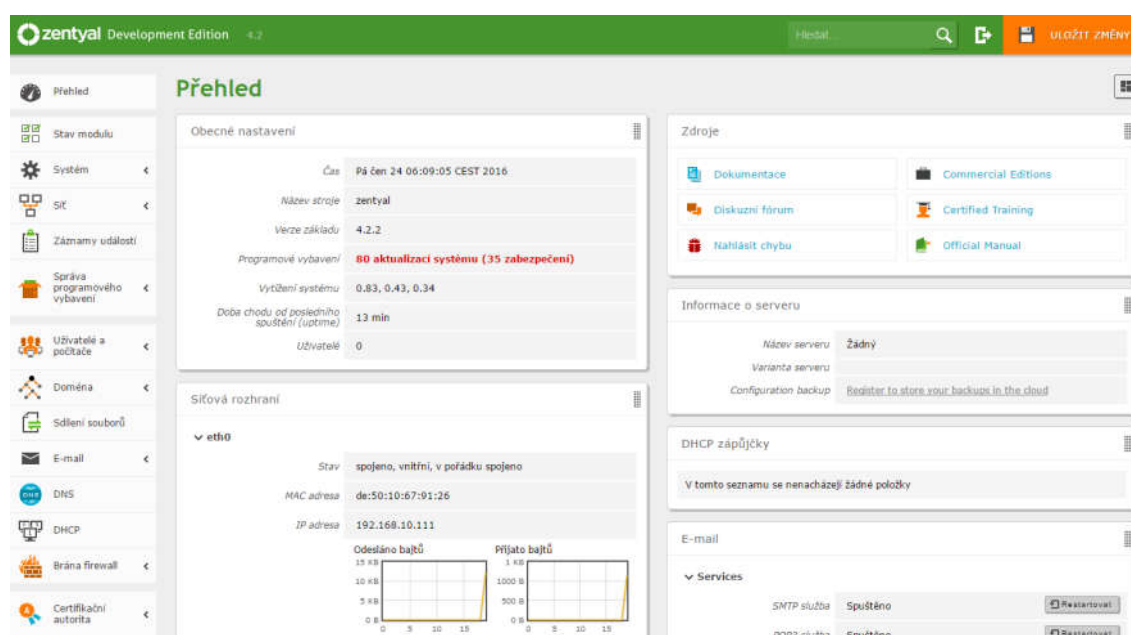 zentyal Development Edition 4.2
Hledat...
ULOŽIT ZMĚNY
Přehled
Stav modulu
Systém
Síť
Záznamy událostí
Správa
programového
vybavení
Uživatelé a
počítače
Doména
Sdílení souborů
E-mail
DNS
DHCP
Brána firewall
Certifikační
autorita
Přehled
Obecné nastavení
Čas Pá čen 24 06:09:05 CEST 2016
Název stroje zentyal
Verze základu 4.2.2
Programové vybavení 80 aktualizací systému (35 zabezpečení)
Vytížení systému 0.83, 0.43, 0.34
Doba chodu od posledního
spuštění (uptime) 13 min
Uživatelé 0
Síťová rozhraní
eth0
Stav spojeno, vnitřní, v pořádku spojeno
MAC adresa de:50:10:67:91:26
IP adresa 192.168.10.111
Odesláno bajtů Přijato bajtů
15 KB 1 KB
10 KB 1000 B
5 KB 500 B
0 B 0 B
0 5 10 15 0 5 10 15
Zdroje
Dokumentace Commercial Editions
Diskuzní fórum Certified Training
Nahlásit chybu Official Manual
Informace o serveru
Název serveru Žádný
Varianta serveru
Configuration backup Register to store your backups in the cloud
DHCP zápůjčky
V tomto seznamu se nenacházejí žádné položky
E-mail
Services
SMTP služba Spuštěno Restartovat
POP3 služba Spuštěno Restartovat